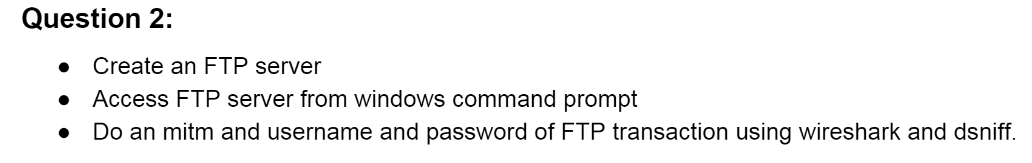 Question 2:
● Create an FTP server
● Access FTP server from windows command prompt
● Do an mitm and username and password of FTP transaction using wireshark and dsniff.